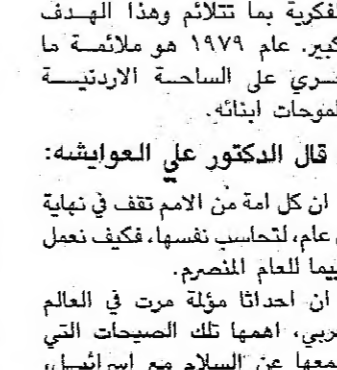 الفكرية بما تتلائم وهذا الهدف
كبير. عام ١٩٧٩ هو ملائمة ما
جري على الساحة الاردنية
لموحات ابنائه.
قال الدكتور علي العوايشه:
ان كل امة من الامم تقف في نهاية
عام، لتحاسب نفسها، فكيف نعمل
ييما للعام المنصرم.
ان احداثا مؤلمة مرت في العالم
عربي، اهمها تلك الصيحات التي
معها عن السلام مع اسرائيل،